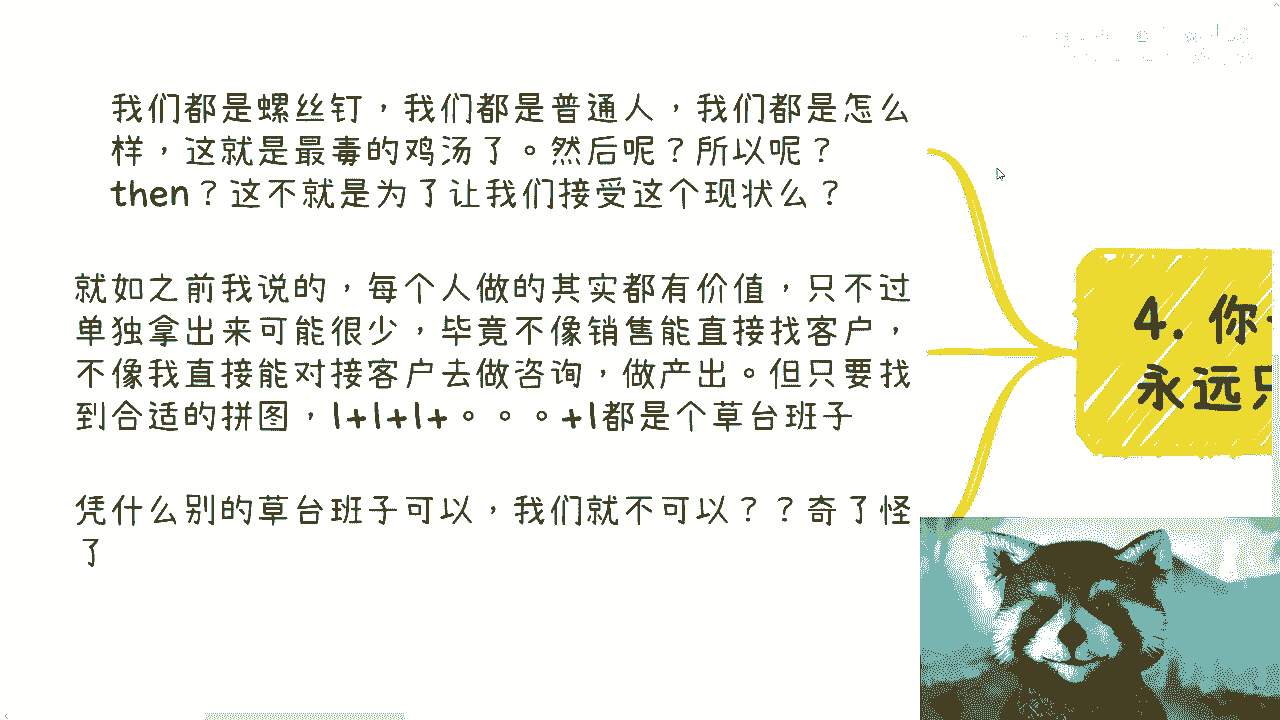 我们都是螺丝钉，我们都是普通人，我们都是怎么
样，这就是最毒的鸡汤了。然后呢？所以呢？
then？这不就是为了让我们接受这个现状么？
就如之前我说的，每个人做的其实都有价值，只不过
单独拿出来可能很少，毕竟不像销售能直接找客户，
不像我直接能对接客户去做咨询，做产出。但只要找
到合适的拼图，1+1+1+。。。+1都是个草台班子
凭什么别的草台班子可以，我们就不可以？？奇了怪
了
4. 你
永远只